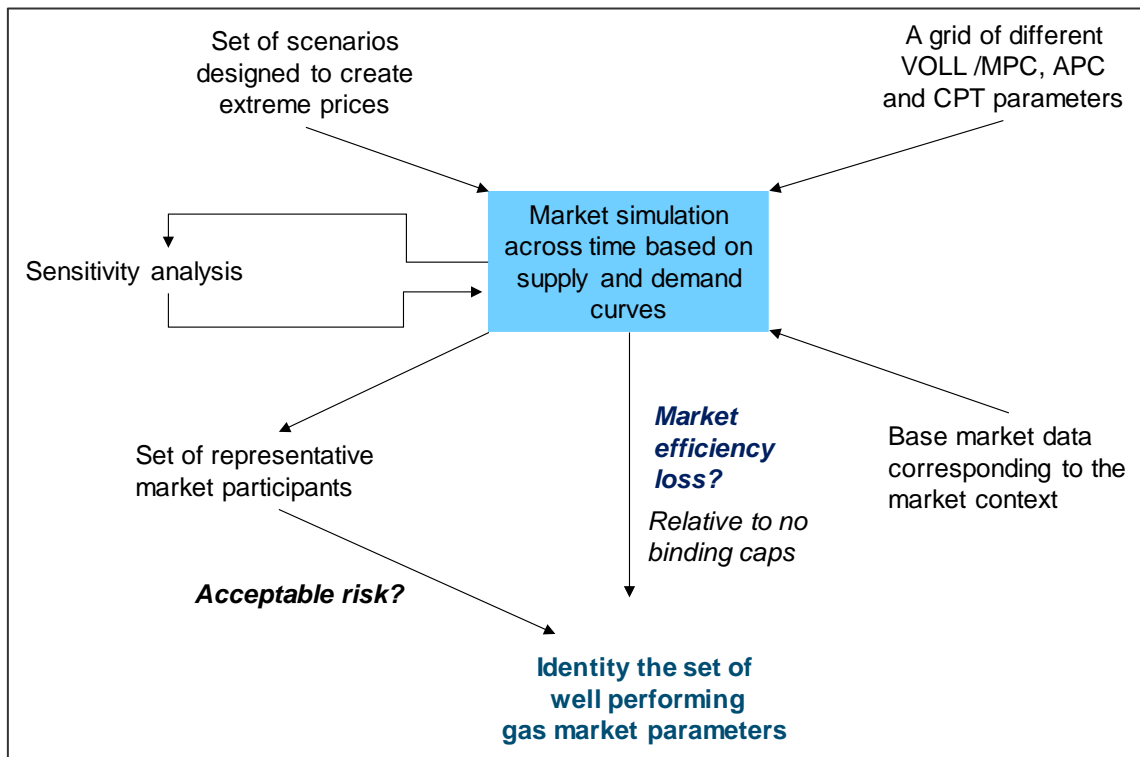 Set of scenarios
designed to create
extreme prices
A grid of different
VOLL /MPC, APC
and CPT parameters
Market simulation
across time based on
supply and demand
curves
Sensitivity analysis
Set of representative
market participants
Market
efficiency
loss?
Relative to no
binding caps
Base market data
corresponding to the
market context
Acceptable risk?
Identity the set of
well performing
gas market parameters